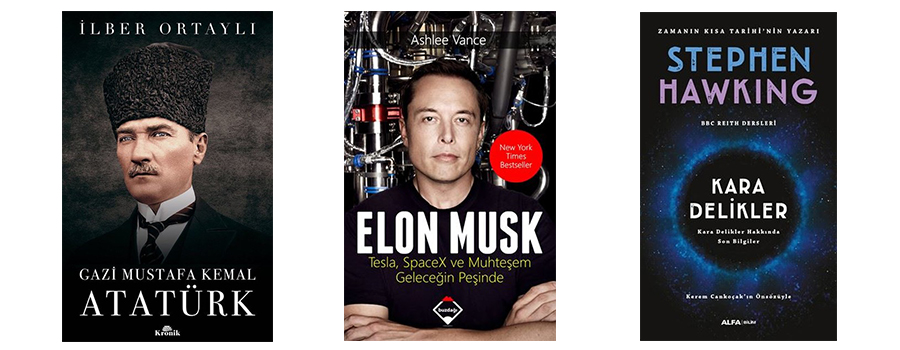 İLBER ORTAYLI
GAZİ MUSTAFA KEMAL
ATATÜRK
Kronik
Ashlee Vance
New York
Times
Bestseller
ELON MUSK
Tesla, SpaceX ve Muhteşem
Geleceğin Peşinde
buzdağı
ZAMANIN KISA TARİHİ'NİN YAZARI
STEPHEN
HAWKING
BBC REITH DERSLERİ
KARA
DELİKLER
Kara Delikler Hakkında
Son Bilgiler
Kerem Cankoçak'ın Önsözüyle
ALFA | BİLİM